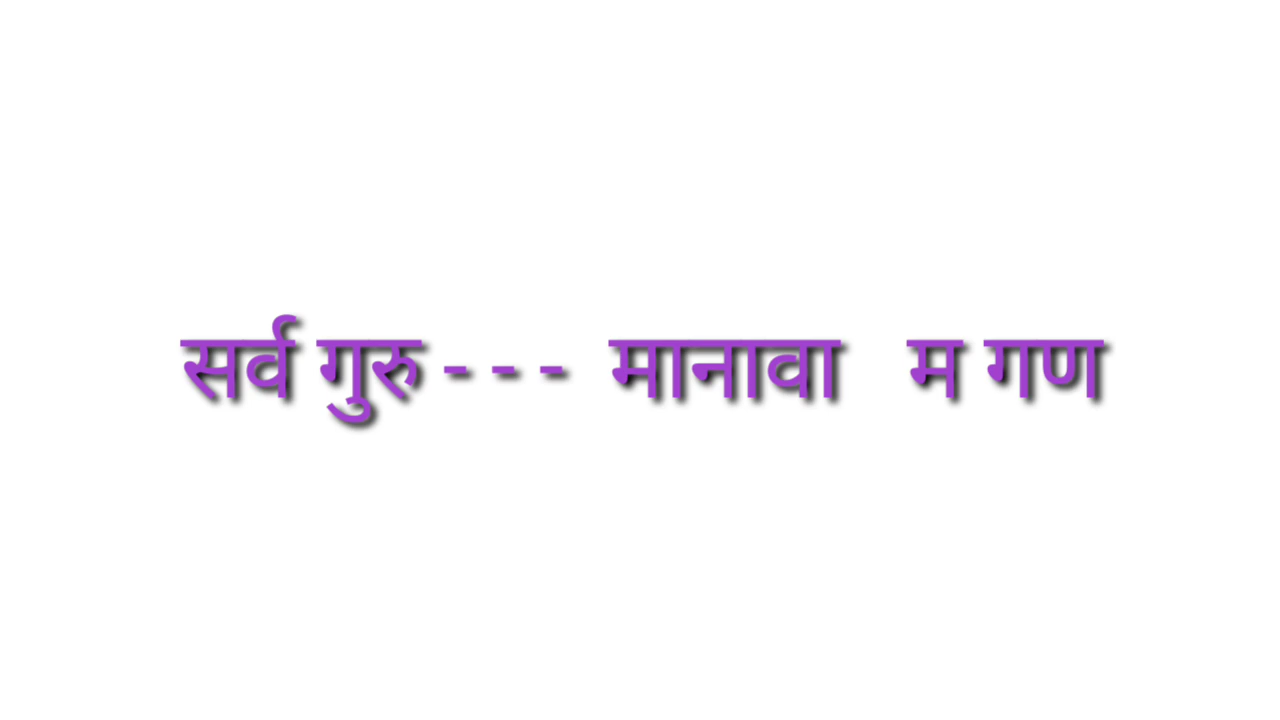 सर्व गुरु - - - मानावा म गण